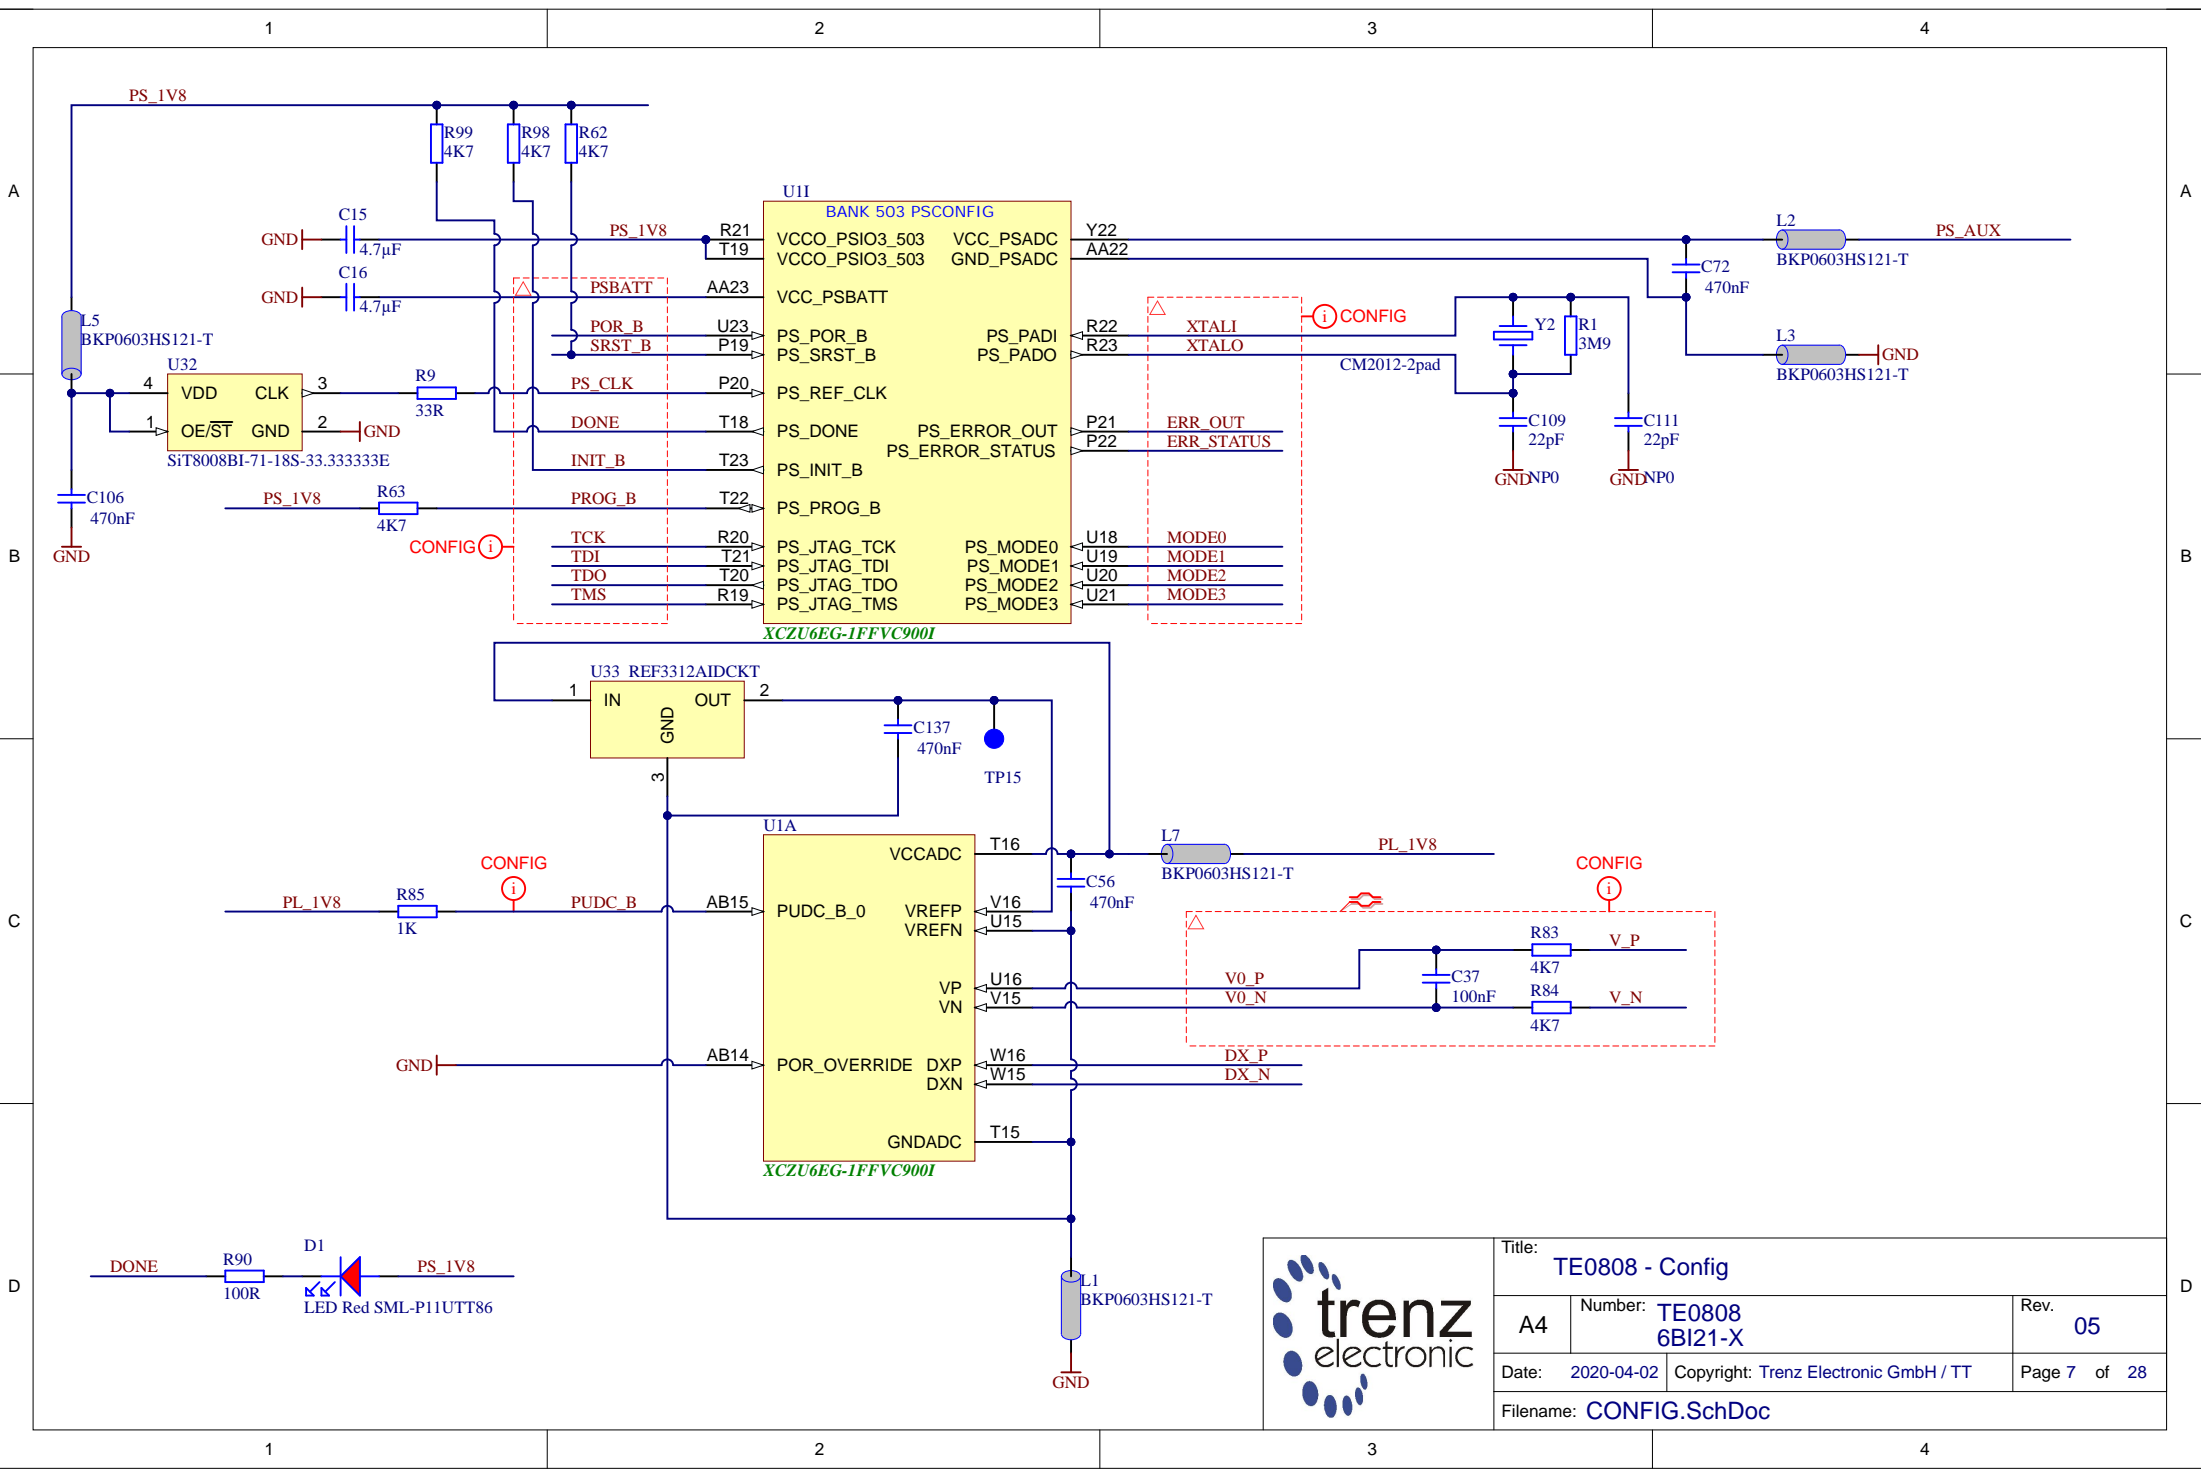 1 2 3 4
A
A
B
B
C
C
D
D
PS_1V8
R99
4K7
R98
4K7
R62
4K7
U1I
BANK 503 PSCONFIG
C15
GND
4.7µF
PS_1V8
R21
T19
VCCO_PSIO3_503
VCCO_PSIO3_503
VCC_PSADC
GND_PSADC
Y22
AA22
L2
BKP0603HS121-T
PS_AUX
C72
470nF
C16
GND
4.7µF
PSBATT
AA23
VCC_PSBATT
L5
BKP0603HS121-T
POR_B
SRST_B
U23
P19
PS_POR_B
PS_SRST_B
PS_PADI
PS_PADO
R22
R23
XTALI
XTALO
CONFIG
CM2012-2pad
Y2
R1
3M9
L3
BKP0603HS121-T
GND
U32
4
1
VDD
OE/ST
CLK
GND
3
2
GND
SiT8008BI-71-18S-33.333333E
R9
33R
PS_CLK
P20
PS_REF_CLK
DONE
T18
PS_DONE
INIT_B
T23
PS_INIT_B
PS_ERROR_OUT
PS_ERROR_STATUS
P21
P22
ERR_OUT
ERR_STATUS
C109
22pF
GND NP0
C111
22pF
GND NP0
C106
470nF
GND
PS_1V8
R63
4K7
PROG_B
T22
PS_PROG_B
CONFIG
TCK
TDI
TDO
TMS
R20
T21
T20
R19
PS_JTAG_TCK
PS_JTAG_TDI
PS_JTAG_TDO
PS_JTAG_TMS
PS_MODE0
PS_MODE1
PS_MODE2
PS_MODE3
U18
U19
U20
U21
MODE0
MODE1
MODE2
MODE3
XCZU6EG-1FFVC900I
U33 REF3312AIDCKT
1
IN
OUT
GND
2
3
C137
470nF
TP15
U1A
VCCADC
T16
L7
BKP0603HS121-T
PL_1V8
C56
470nF
CONFIG
PL_1V8
R85
1K
PUDC_B
AB15
PUDC_B_0
VREFP
VREFN
V16
U15
CONFIG
VP
VN
U16
V15
V0_P
V0_N
C37
100nF
R83
4K7
V_P
R84
4K7
V_N
GND
AB14
POR_OVERRIDE
DXP
DXN
W16
W15
DX_P
DX_N
GNDADC
T15
XCZU6EG-1FFVC900I
DONE
R90
100R
D1
PS_1V8
LED Red SML-P11UTT86
L1
BKP0603HS121-T
GND
trenz
electronic
Title:
TE0808 - Config
A4
Number:
TE0808
6BI21-X
Rev.
05
Date: 2020-04-02
Copyright: Trenz Electronic GmbH / TT
Page 7 of 28
Filename: CONFIG.SchDoc
1 2 3 4